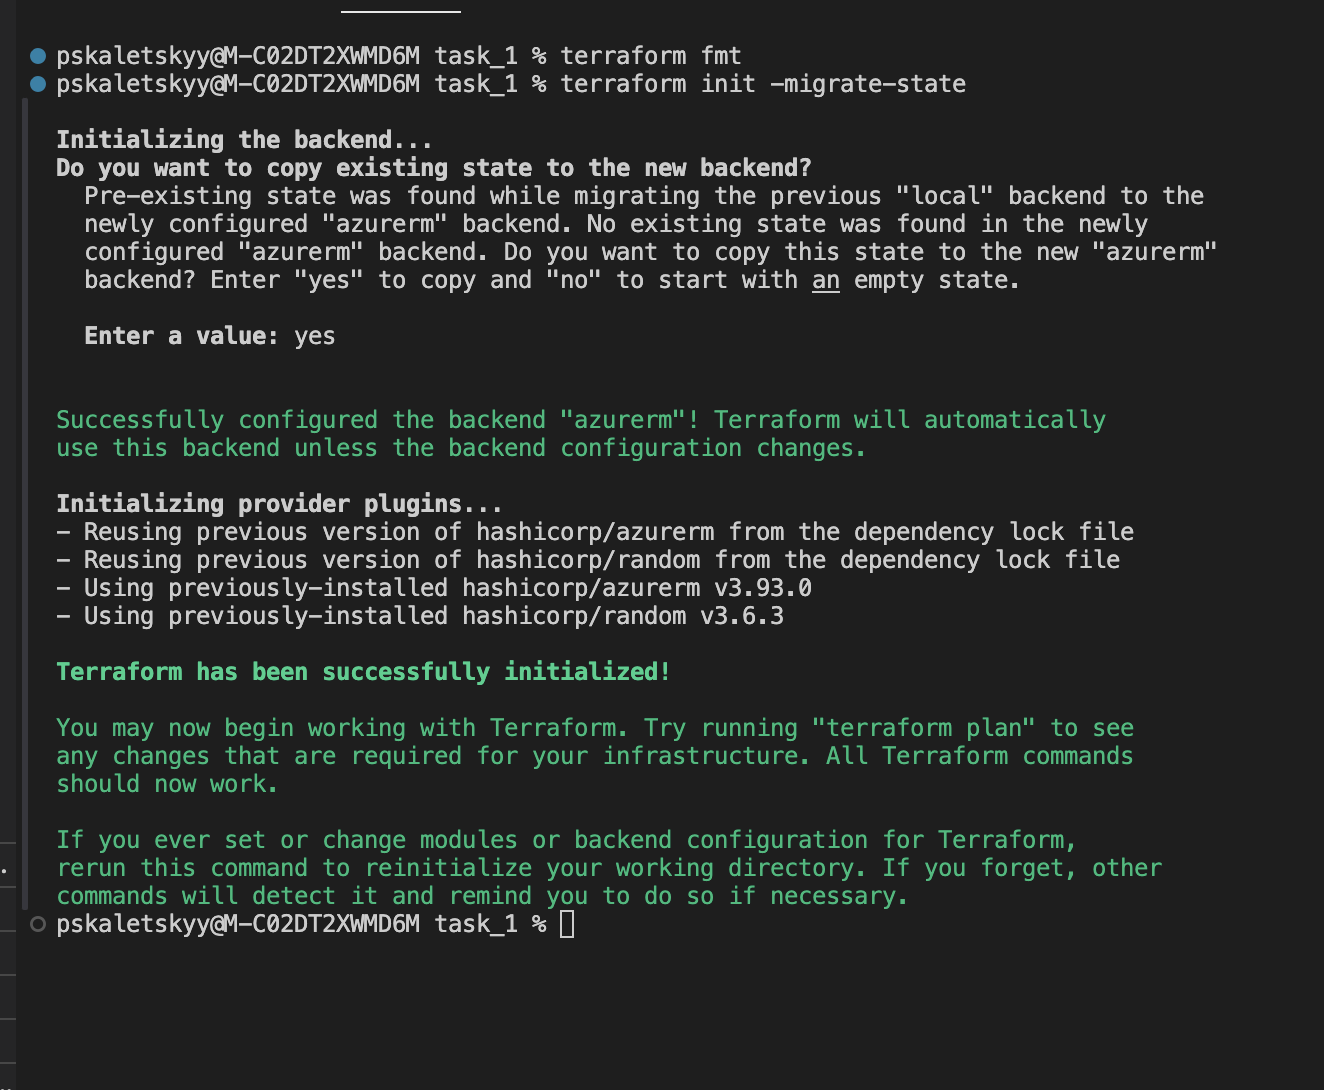 pskaletskyy@M-C02DT2XWMD6M task_1 % terraform fmt
pskaletskyy@M-C02DT2XWMD6M task_1 % terraform init -migrate-state
Initializing the backend...
Do you want to copy existing state to the new backend?
Pre-existing state was found while migrating the previous "local" backend to the
newly configured "azurerm" backend. No existing state was found in the newly
configured "azurerm" backend. Do you want to copy this state to the new "azurerm"
backend? Enter "yes" to copy and "no" to start with an empty state.
Enter a value: yes
Successfully configured the backend "azurerm"! Terraform will automatically
use this backend unless the backend configuration changes.
Initializing provider plugins...
- Reusing previous version of hashicorp/azurerm from the dependency lock file
- Reusing previous version of hashicorp/random from the dependency lock file
- Using previously-installed hashicorp/azurerm v3.93.0
- Using previously-installed hashicorp/random v3.6.3
Terraform has been successfully initialized!
You may now begin working with Terraform. Try running "terraform plan" to see
any changes that are required for your infrastructure. All Terraform commands
should now work.
If you ever set or change modules or backend configuration for Terraform,
rerun this command to reinitialize your working directory. If you forget, other
commands will detect it and remind you to do so if necessary.
pskaletskyy@M-C02DT2XWMD6M task_1 %